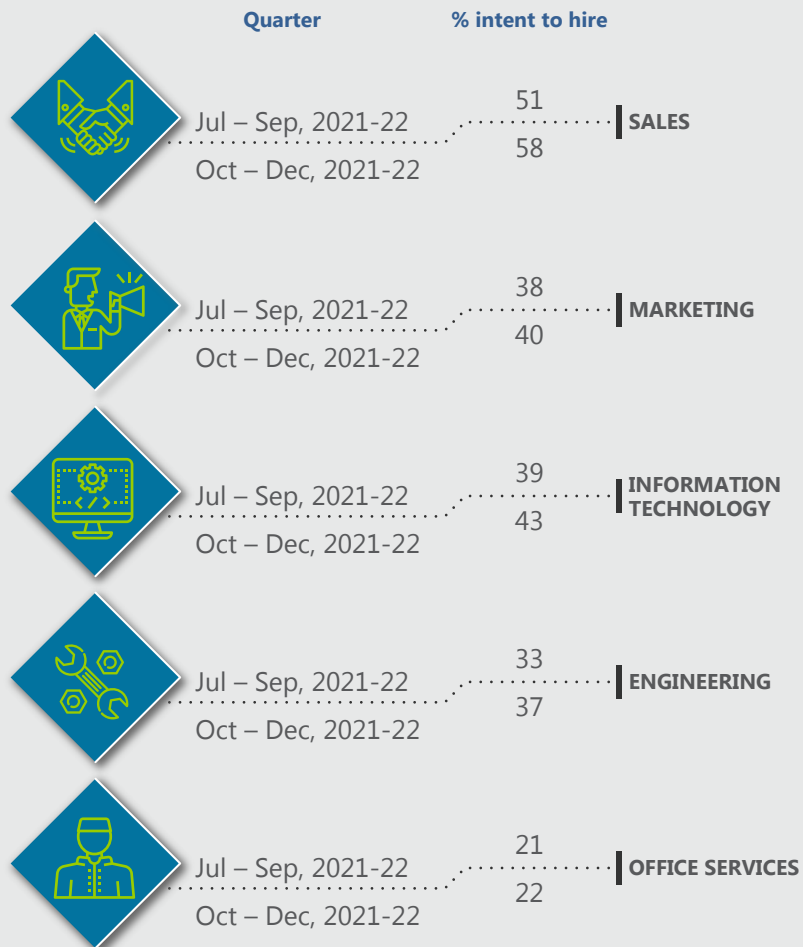 Quarter % intent to hire
Jul – Sep, 2021-22 51
SALES
Oct – Dec, 2021-22 58
Jul – Sep, 2021-22 38
MARKETING
Oct – Dec, 2021-22 40
Jul – Sep, 2021-22 39
INFORMATION
TECHNOLOGY
Oct – Dec, 2021-22 43
Jul – Sep, 2021-22 33
ENGINEERING
Oct – Dec, 2021-22 37
Jul – Sep, 2021-22 21
OFFICE SERVICES
Oct – Dec, 2021-22 22